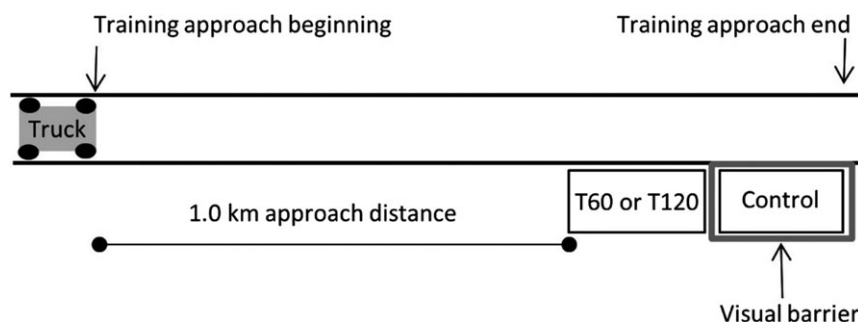 Training approach beginning
Training approach end
Truck
1.0 km approach distance
T60 or T120
Control
Visual barrier